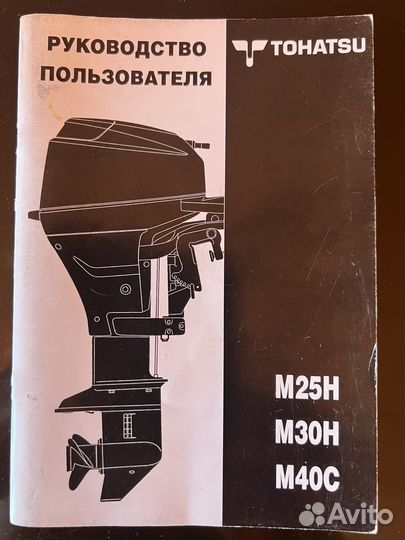 РУКОВОДСТВО
ПОЛЬЗОВАТЕЛЯ
TOHATSU
M25H
M30H
M40C
Avito